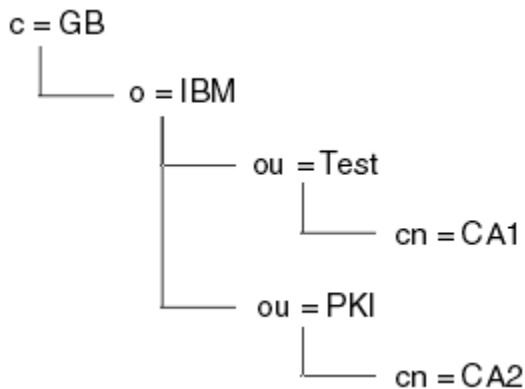 c = GB
o = IBM
ou = Test
cn = CA1
ou = PKI
cn = CA2